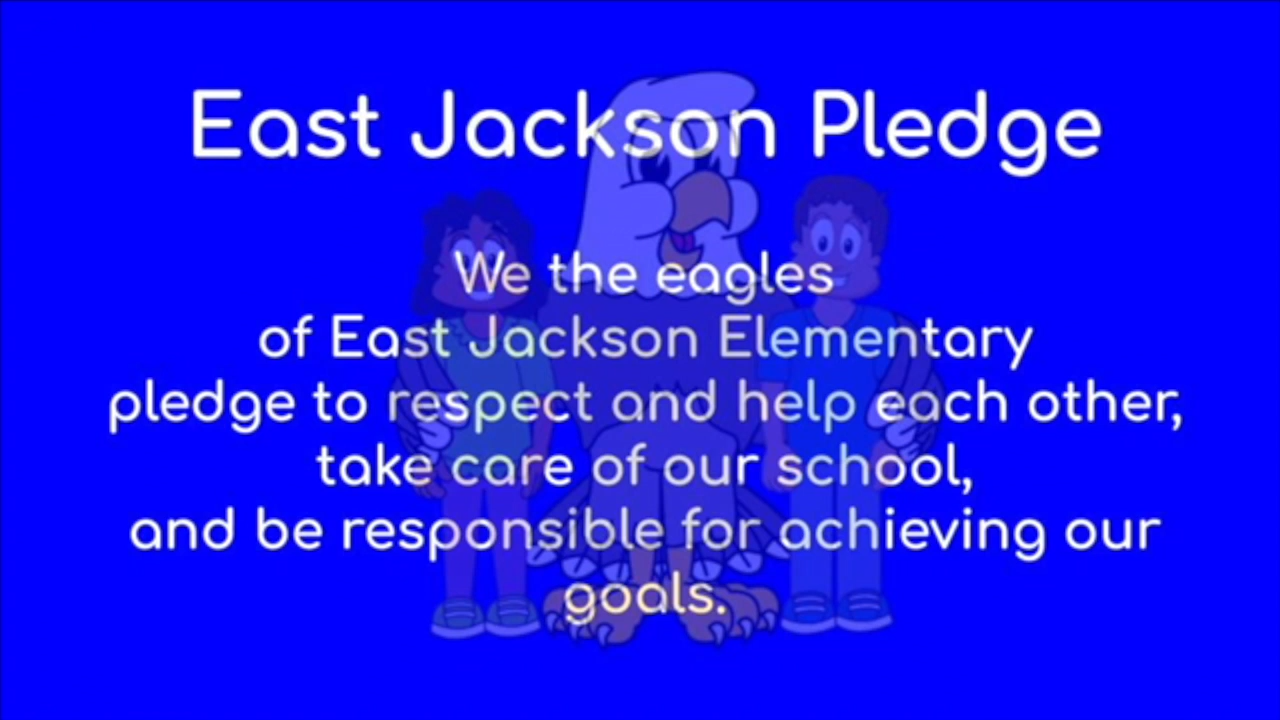 East Jackson Pledge
We the eagles
of East Jackson Elementary
pledge to respect and help each other,
take care of our school,
and be responsible for achieving our
goals.